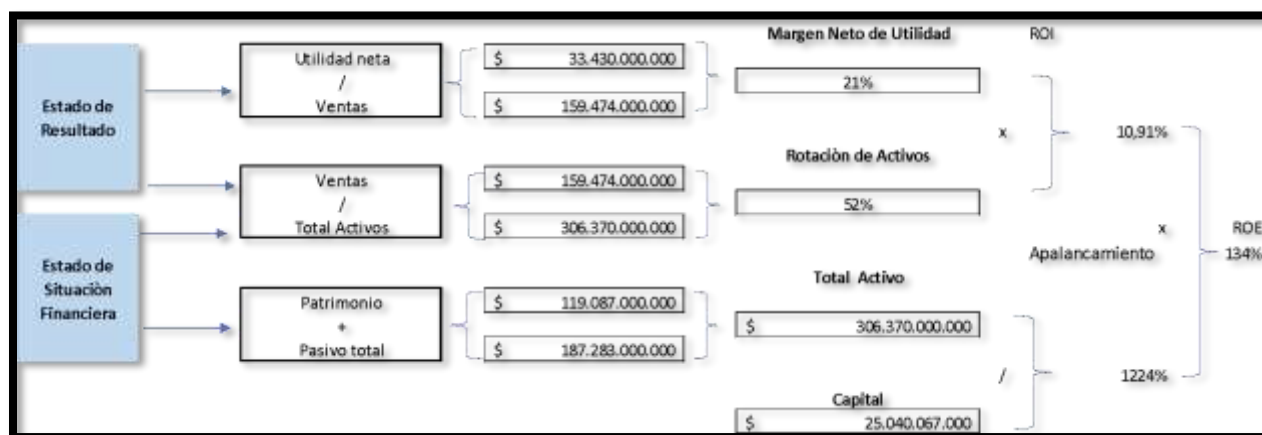 Estado de
Resultado
Utilidad neta
/
Ventas
$ 33.430.000.000
$ 159.474.000.000
Margen Neto de Utilidad
21%
ROI
x
10,91%
Ventas
/
Total Activos
$ 159.474.000.000
$ 306.370.000.000
Rotaciòn de Activos
52%
x
ROE
Apalancamiento
134%
Estado de
Situaciòn
Financiera
Patrimonio
+
Pasivo total
$ 119.087.000.000
$ 187.283.000.000
Total Activo
$ 306.370.000.000
/
1224%
Capital
$ 25.040.067.000